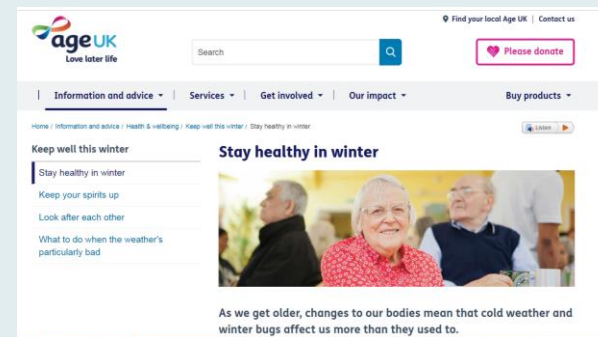 Find your local Age UK | Contact us
age UK
Love later life
Search
Please donate
Information and advice | Services | Get involved | Our impact
Buy products
Home / Information and advice / Health & wellbeing / Keep well this winter / Stay healthy in winter
Listen
Keep well this winter
Stay healthy in winter
Keep your spirits up
Look after each other
What to do when the weather's
particularly bad
Stay healthy in winter
As we get older, changes to our bodies mean that cold weather and
winter bugs affect us more than they used to.